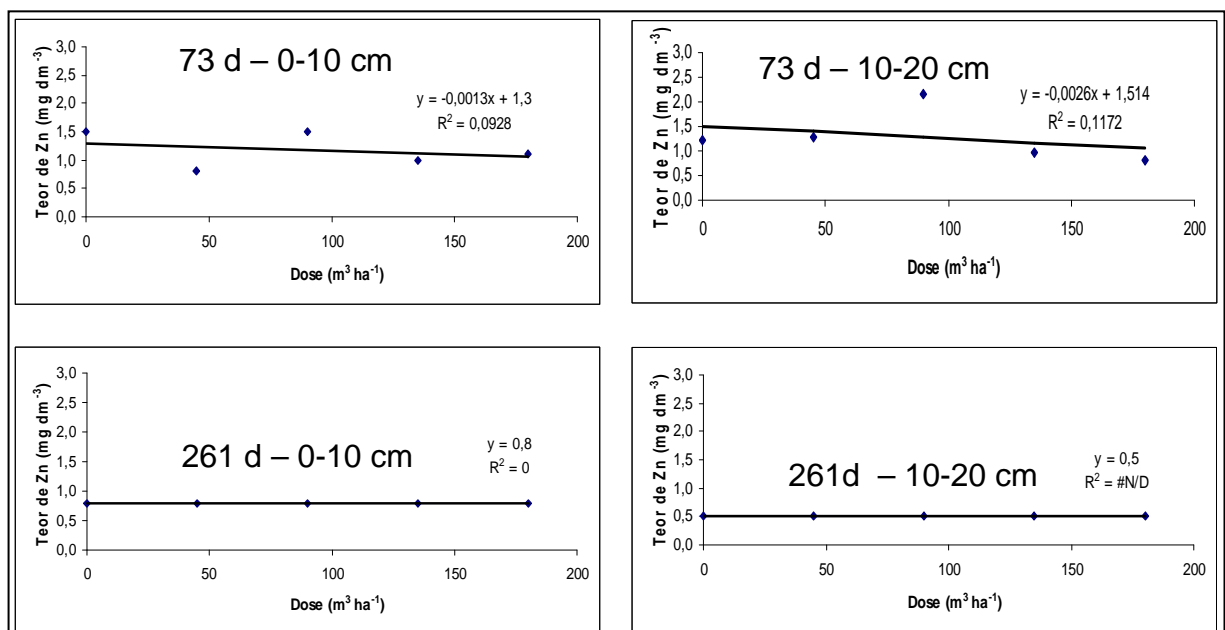 73 d – 0-10 cm
y = -0,0013x + 1,3
R² = 0,0928
Teor de Zn (mg dm⁻³)
3,0
2,5
2,0
1,5
1,0
0,5
0,0
0 50 100 150 200
Dose (m³ ha⁻¹)
73 d – 10-20 cm
y = -0,0026x + 1,514
R² = 0,1172
Teor de Zn (mg dm⁻³)
3,0
2,5
2,0
1,5
1,0
0,5
0,0
0 50 100 150 200
Dose (m³ ha⁻¹)
261 d – 0-10 cm
y = 0,8
R² = 0
Teor de Zn (mg dm⁻³)
3,0
2,5
2,0
1,5
1,0
0,5
0,0
0 50 100 150 200
Dose (m³ ha⁻¹)
261d – 10-20 cm
y = 0,5
R² = #N/D
Teor de Zn (mg dm⁻³)
3,0
2,5
2,0
1,5
1,0
0,5
0,0
0 50 100 150 200
Dose (m³ ha⁻¹)